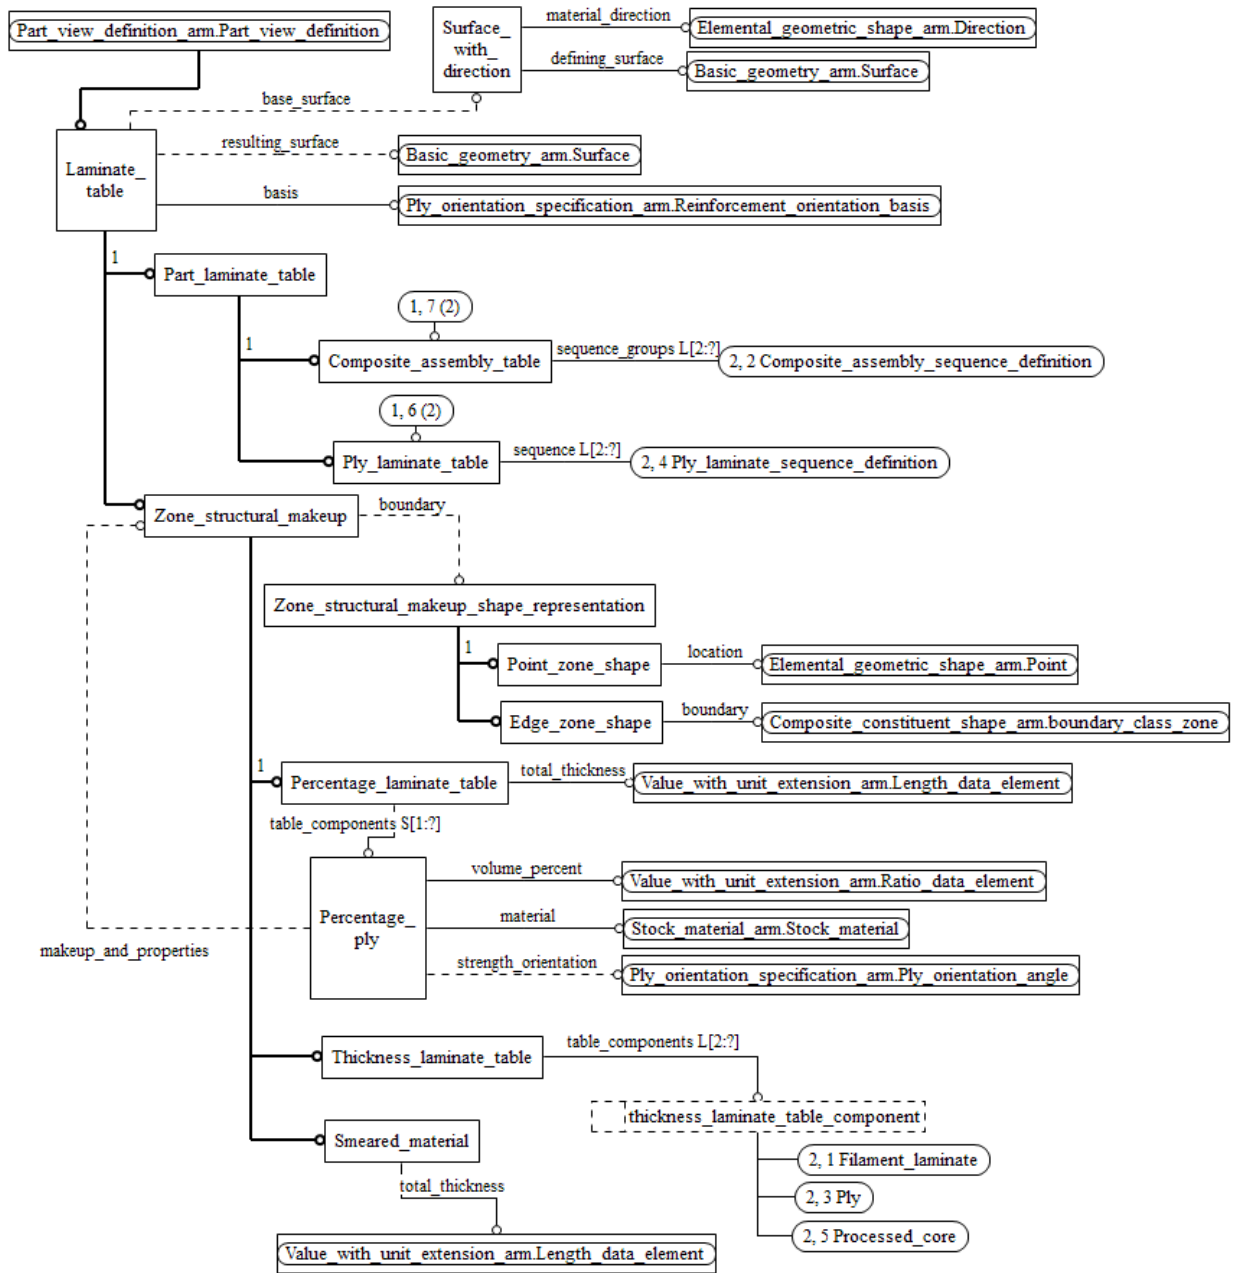 Part_view_definition_arm.Part_view_definition
Surface_
with_
direction
material_direction
Elemental_geometric_shape_arm.Direction
defining_surface
Basic_geometry_arm.Surface
base_surface
Laminate_
table
resulting_surface
Basic_geometry_arm.Surface
basis
Ply_orientation_specification_arm.Reinforcement_orientation_basis
1
Part_laminate_table
1, 7 (2)
1
Composite_assembly_table
sequence_groups L[2:?]
2, 2 Composite_assembly_sequence_definition
1, 6 (2)
Ply_laminate_table
sequence L[2:?]
2, 4 Ply_laminate_sequence_definition
Zone_structural_makeup
boundary
Zone_structural_makeup_shape_representation
1
Point_zone_shape
location
Elemental_geometric_shape_arm.Point
Edge_zone_shape
boundary
Composite_constituent_shape_arm.boundary_class_zone
1
Percentage_laminate_table
total_thickness
Value_with_unit_extension_arm.Length_data_element
table_components S[1:?]
Percentage_
ply
volume_percent
Value_with_unit_extension_arm.Ratio_data_element
material
Stock_material_arm.Stock_material
strength_orientation
Ply_orientation_specification_arm.Ply_orientation_angle
makeup_and_properties
Thickness_laminate_table
table_components L[2:?]
thickness_laminate_table_component
2, 1 Filament_laminate
2, 3 Ply
2, 5 Processed_core
Smeared_material
total_thickness
Value_with_unit_extension_arm.Length_data_element